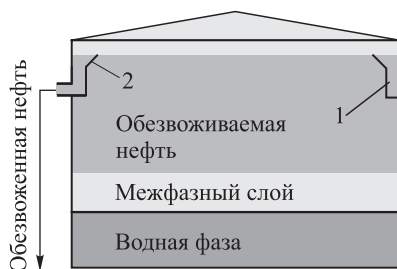 2
1
Обезвоживаемая
нефть
Межфазный слой
Водная фаза
Обезвоженная нефть